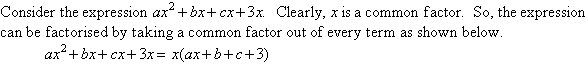 Consider the expression ax²+bx+cx+3x. Clearly, x is a common factor. So, the expression
can be factorised by taking a common factor out of every term as shown below.
ax²+bx+cx+3x= x(ax+b+c+3)